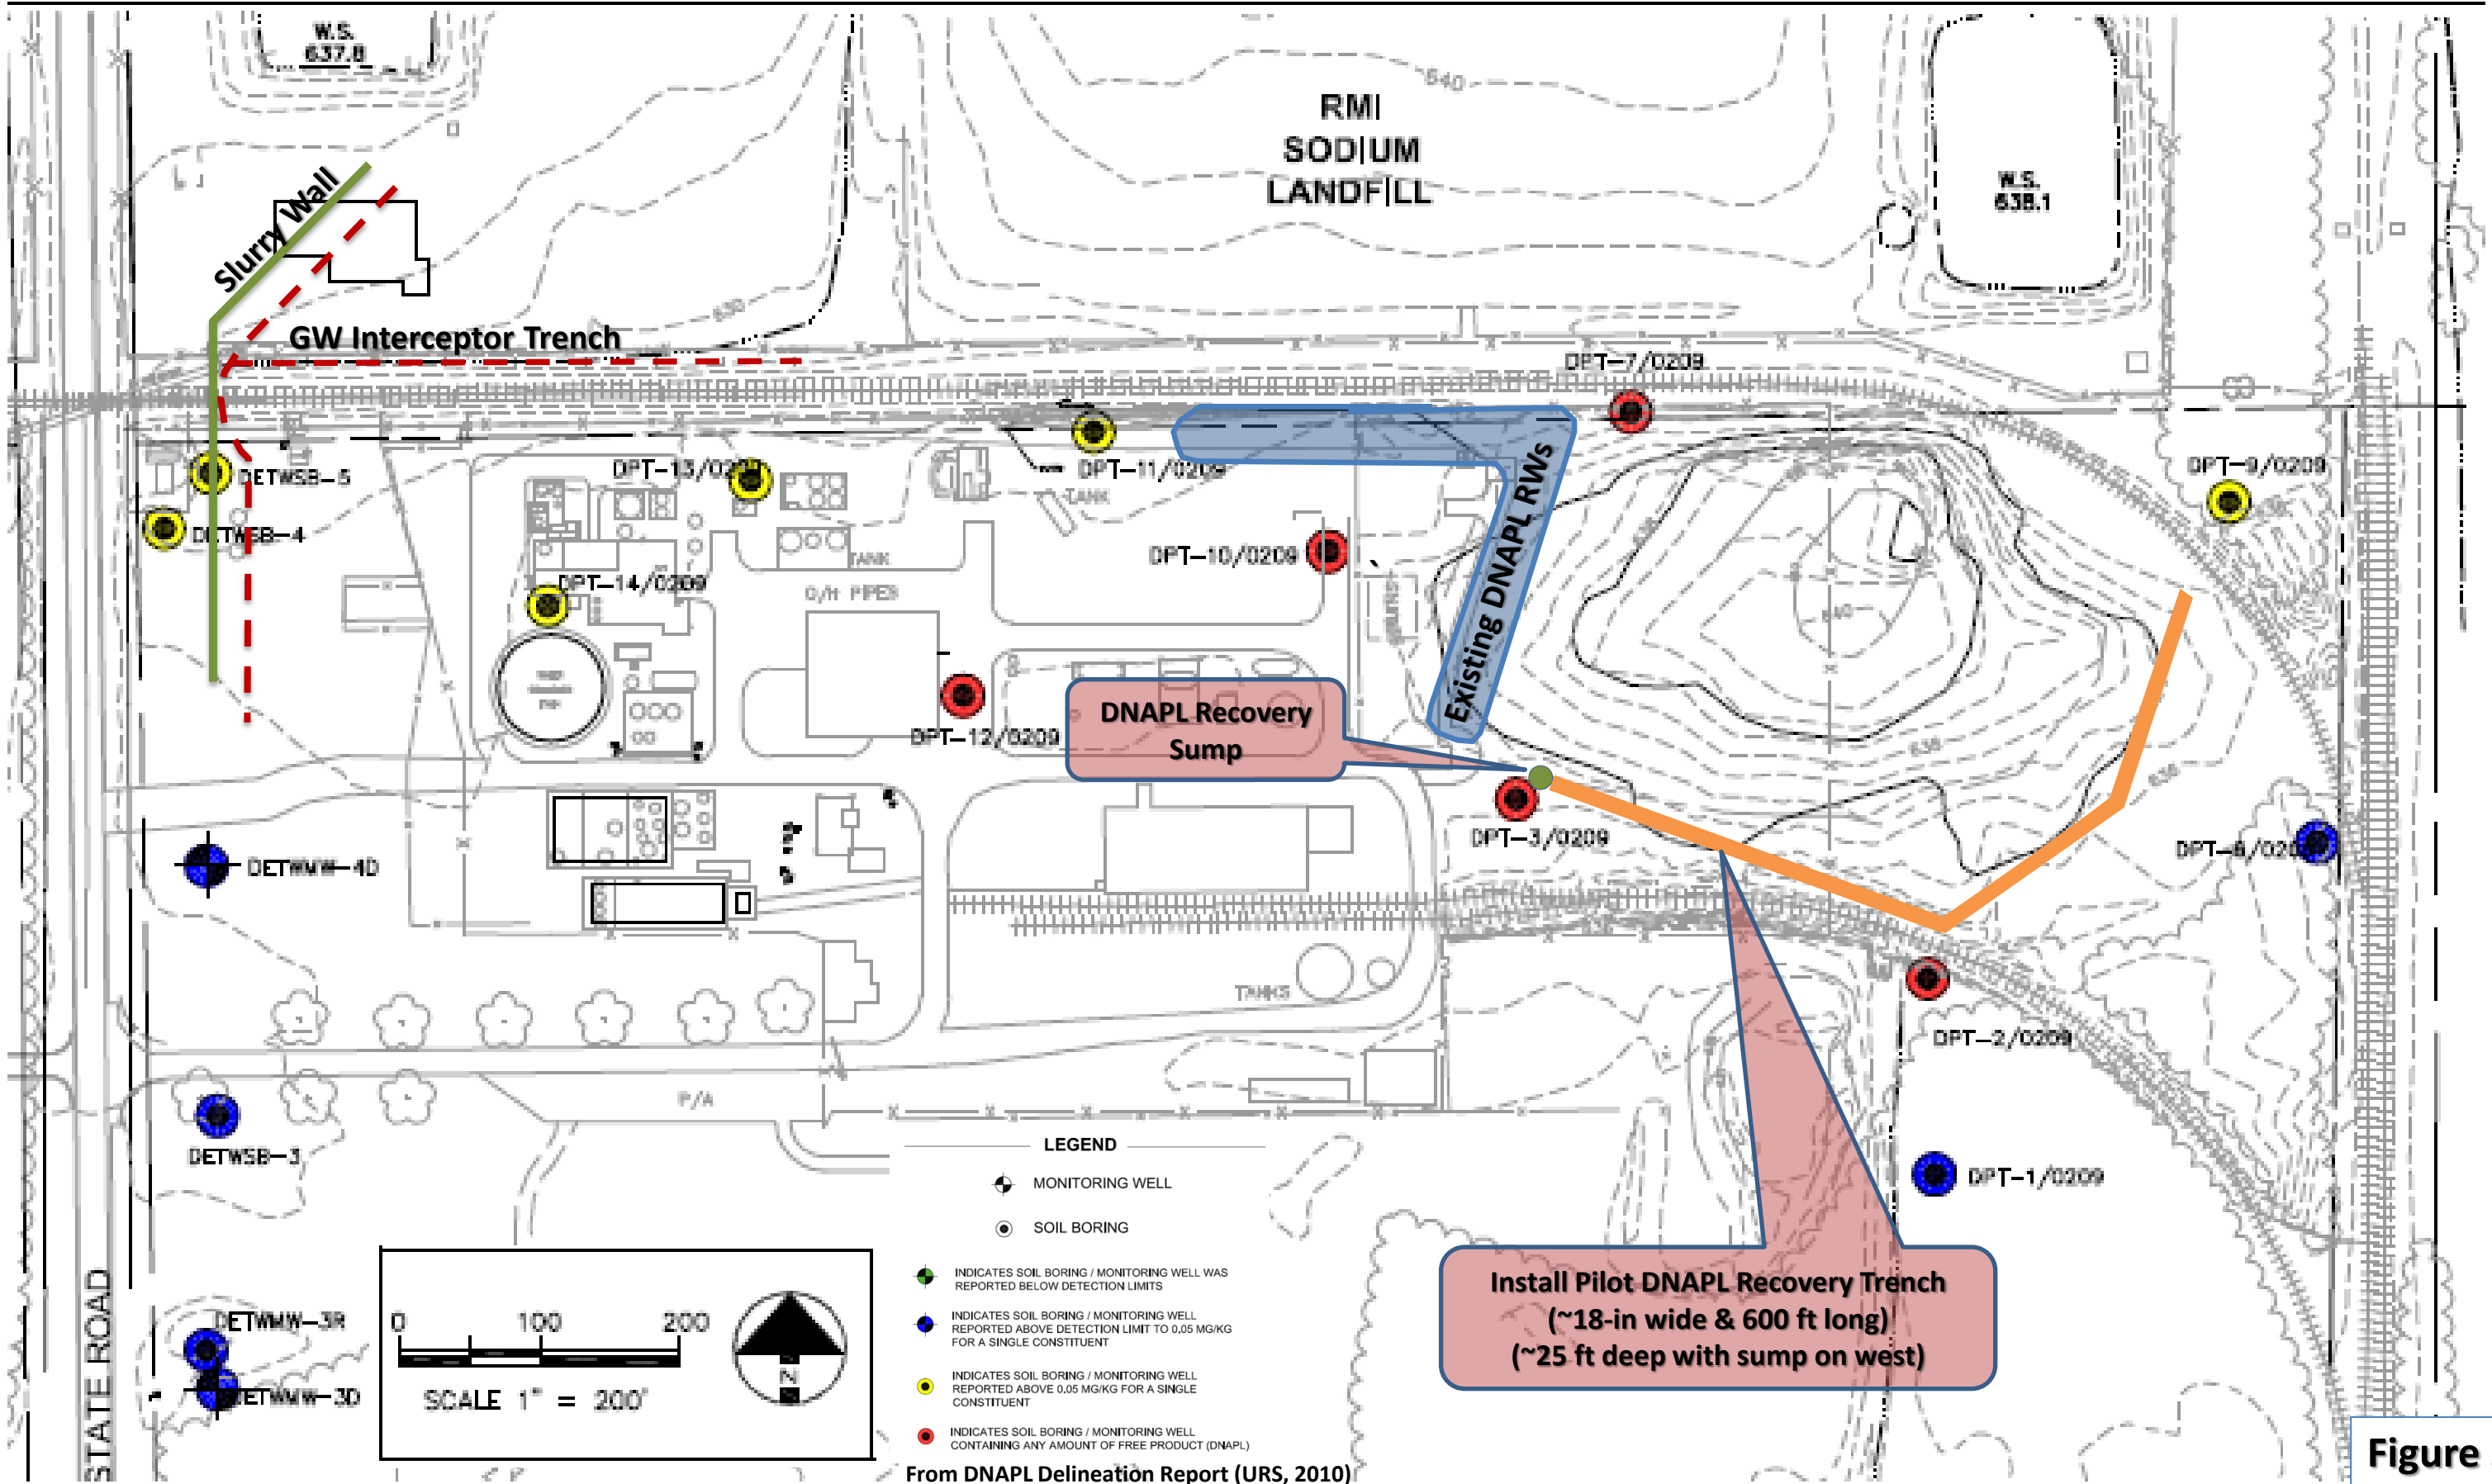 W.S.
637.8
540
RMI
SODIUM
LANDFILL
W.S.
638.1
Slurry Wall
630
GW Interceptor Trench
DPT-7/0209
DETWSB-5
DPT-13/020
DPT-11/0209
TANK
DPT-9/0209
Existing DNAPL RWs
DETWSB-4
DPT-10/0209
TANK
DPT-14/0209
O/H PIPES
640
DNAPL Recovery
Sump
DPT-12/0209
636
636
DPT-3/0209
DPT-6/020
DETWMW-4D
TANKS
DPT-2/0209
P/A
DETWSB-3
DPT-1/0209
LEGEND
MONITORING WELL
SOIL BORING
INDICATES SOIL BORING / MONITORING WELL WAS
REPORTED BELOW DETECTION LIMITS
INDICATES SOIL BORING / MONITORING WELL
REPORTED ABOVE DETECTION LIMIT TO 0.05 MG/KG
FOR A SINGLE CONSTITUENT
INDICATES SOIL BORING / MONITORING WELL
REPORTED ABOVE 0.05 MG/KG FOR A SINGLE
CONSTITUENT
INDICATES SOIL BORING / MONITORING WELL
CONTAINING ANY AMOUNT OF FREE PRODUCT (DNAPL)
From DNAPL Delineation Report (URS, 2010)
Install Pilot DNAPL Recovery Trench
(~18-in wide & 600 ft long)
(~25 ft deep with sump on west)
STATE ROAD
DETWMW-3R
DETWMW-3D
0 100 200
SCALE 1" = 200'
N
Figure